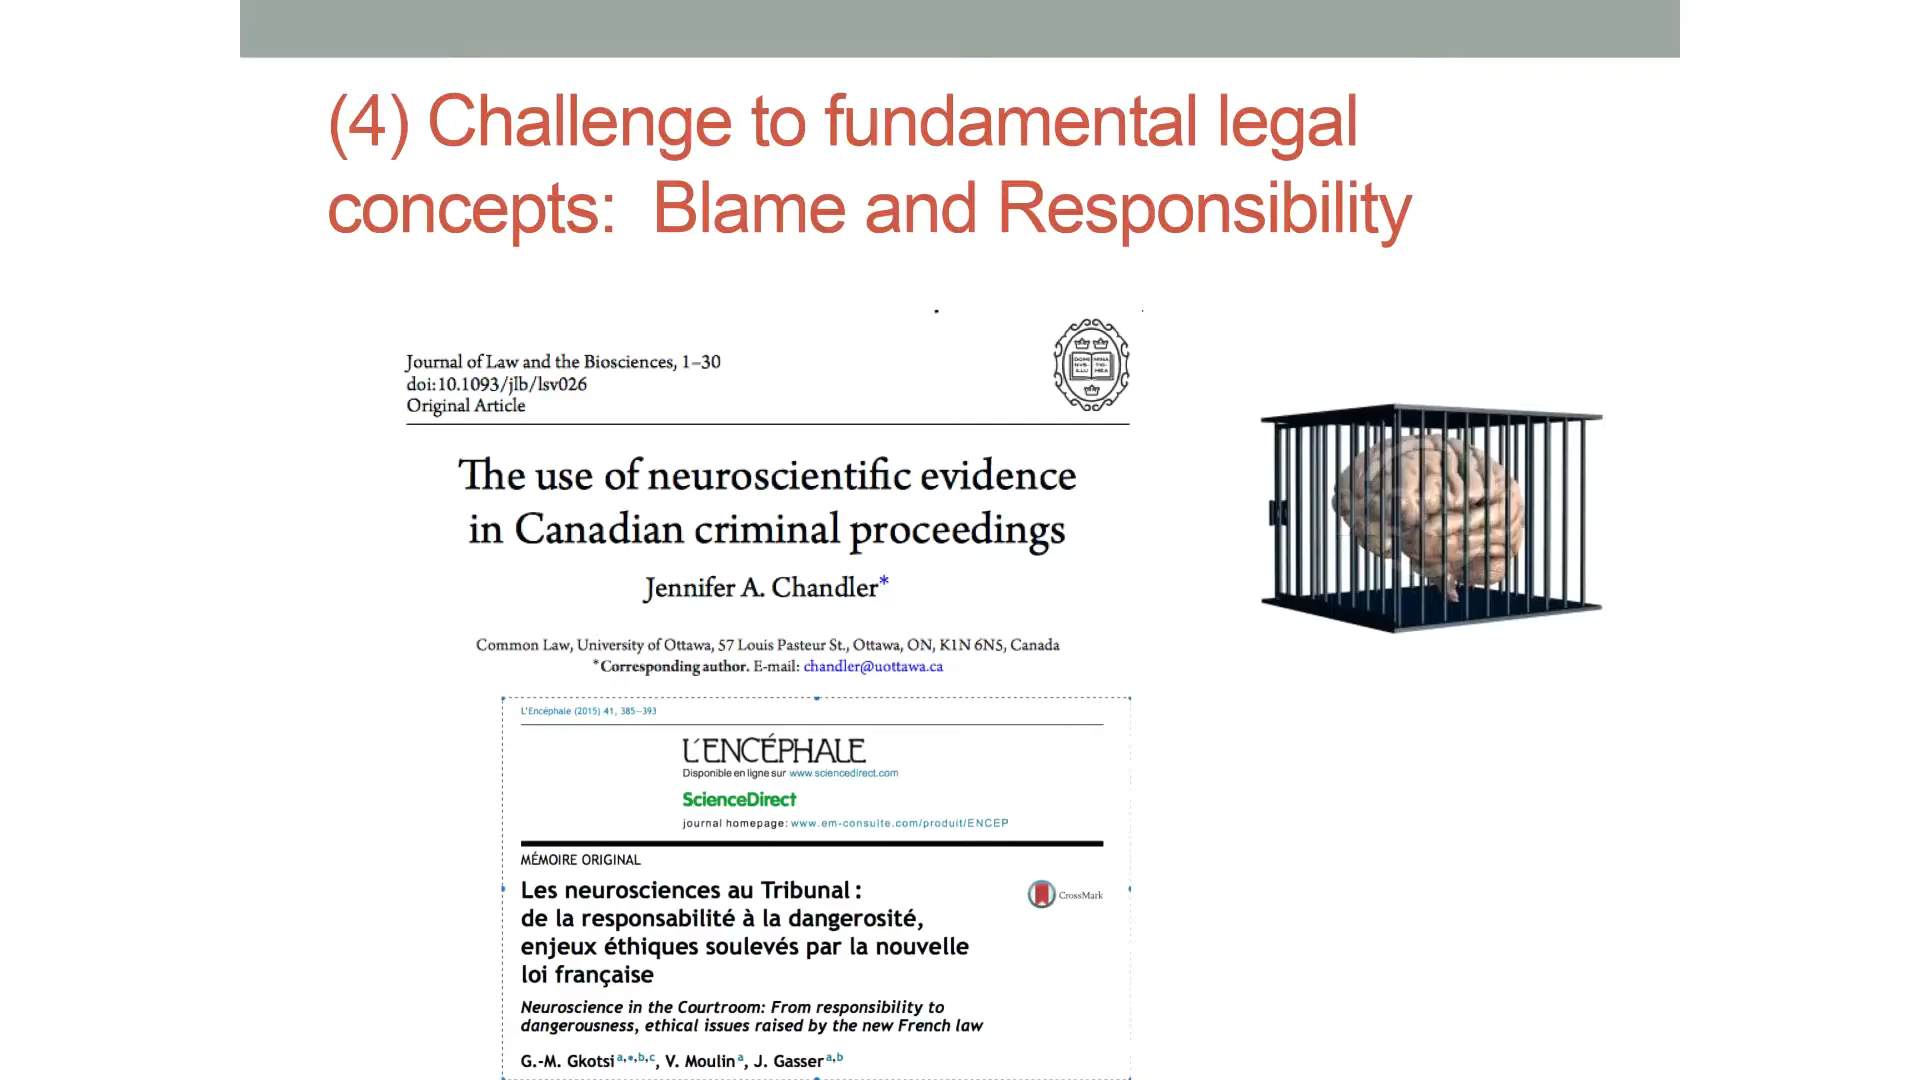 (4) Challenge to fundamental legal
concepts:  Blame and Responsibility
Journal of Law and the Biosciences, 1–30
doi:10.1093/jlb/lsv026
Original Article
DOMI MINA
NVS TIO
ILLU MEA
The use of neuroscientific evidence
in Canadian criminal proceedings
Jennifer A. Chandler*
Common Law, University of Ottawa, 57 Louis Pasteur St., Ottawa, ON, K1N 6N5, Canada
*Corresponding author. E-mail: chandler@uottawa.ca
L'Encéphale (2015) 41, 385—393
L'ENCÉPHALE
Disponible en ligne sur www.sciencedirect.com
ScienceDirect
journal homepage: www.em-consulte.com/produit/ENCEP
MÉMOIRE ORIGINAL
Les neurosciences au Tribunal :
de la responsabilité à la dangerosité,
enjeux éthiques soulevés par la nouvelle
loi française
CrossMark
Neuroscience in the Courtroom: From responsibility to
dangerousness, ethical issues raised by the new French law
G.-M. Gkotsi a,*,b,c, V. Moulin a, J. Gasser a,b